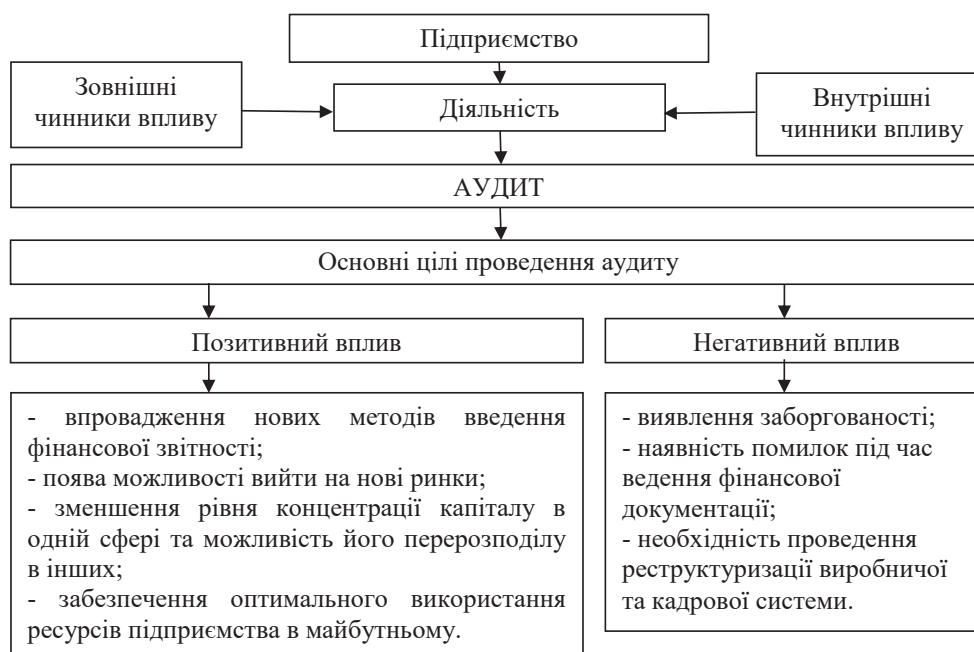 Підприємство
Зовнішні
чинники впливу
Діяльність
Внутрішні
чинники впливу
АУДИТ
Основні цілі проведення аудиту
Позитивний вплив
Негативний вплив
- впровадження нових методів введення
фінансової звітності;
- поява можливості вийти на нові ринки;
- зменшення рівня концентрації капіталу в
одній сфері та можливість його перерозподілу
в інших;
- забезпечення оптимального використання
ресурсів підприємства в майбутньому.
- виявлення заборгованості;
- наявність помилок під час
ведення фінансової
документації;
- необхідність проведення
реструктуризації виробничої
та кадрової системи.